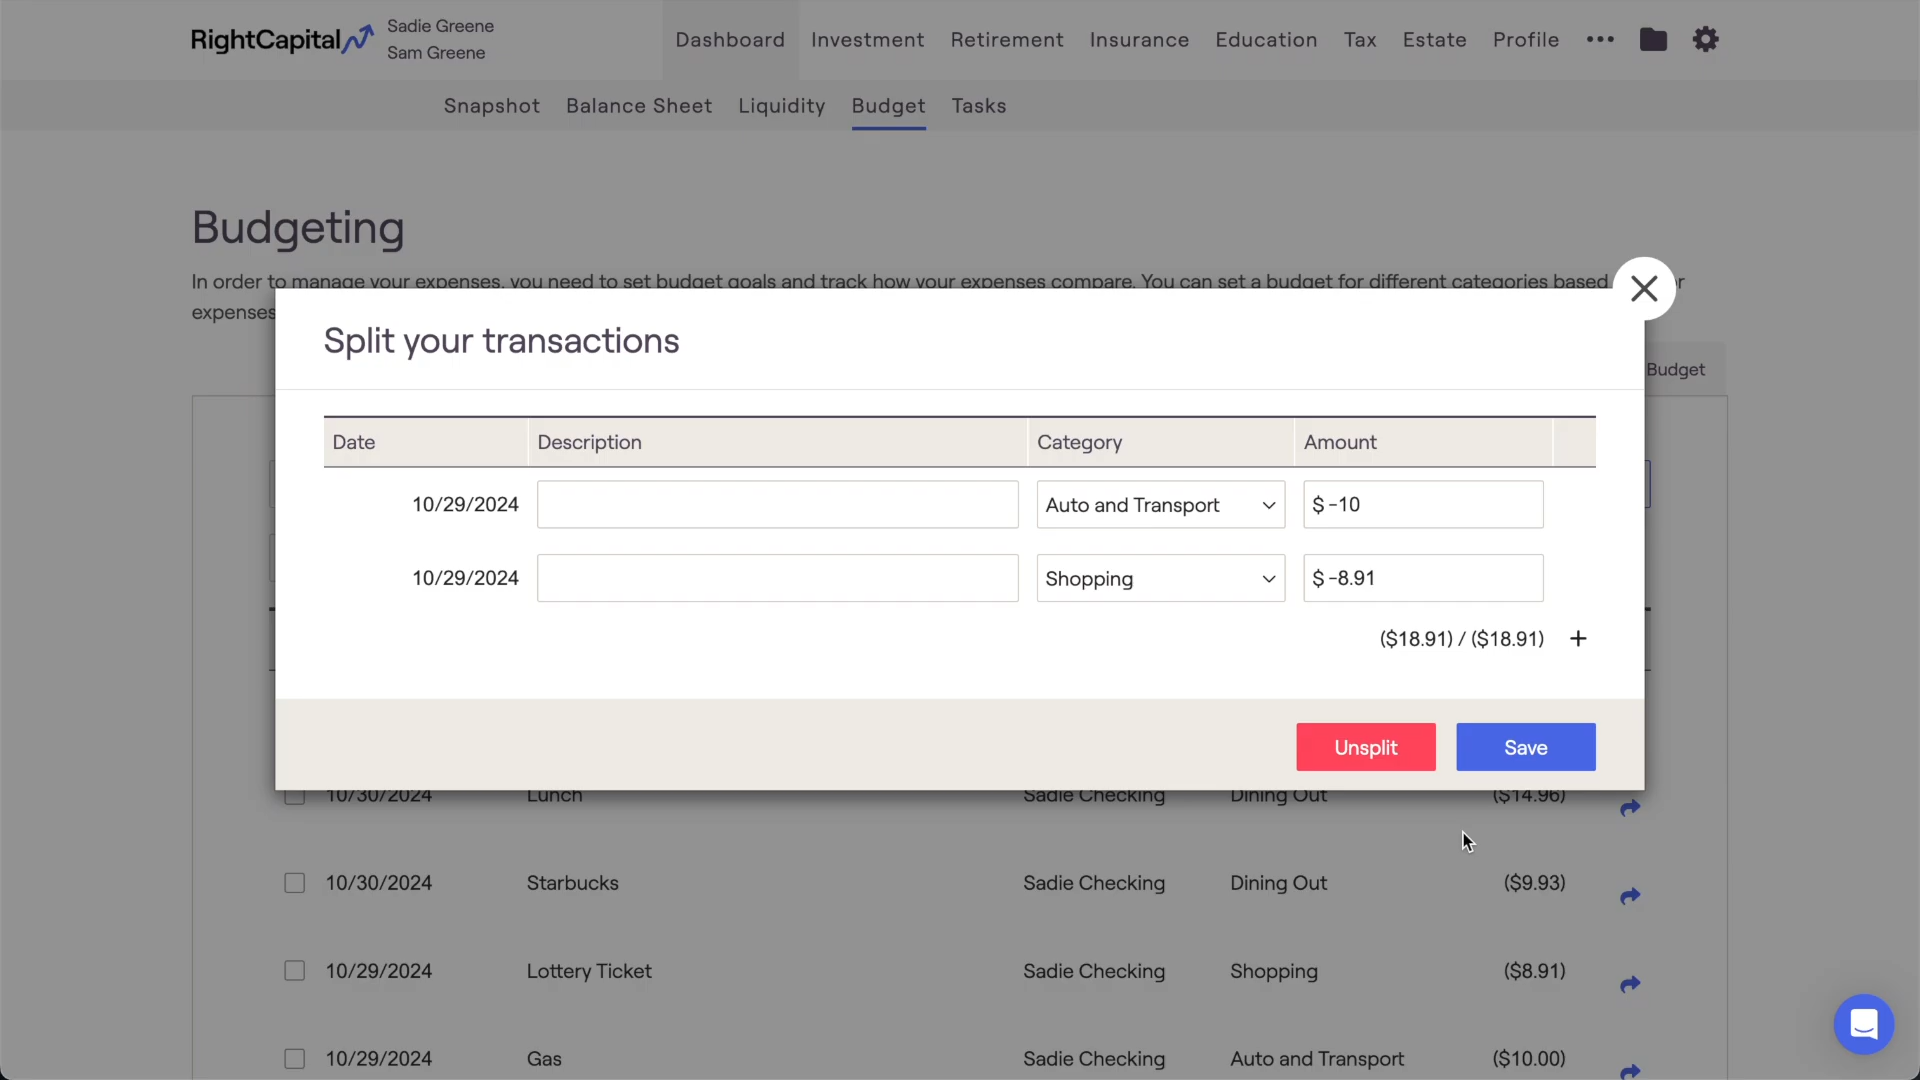 RightCapital
Sadie Greene
Sam Greene
Dashboard Investment Retirement Insurance Education Tax Estate Profile
Snapshot Balance Sheet Liquidity Budget Tasks
Budgeting
In order to manage your expenses, you need to set budget goals and track how your expenses compare. You can set a budget for different categories based
expenses
Budget
Split your transactions
Date Description Category Amount
10/29/2024 Auto and Transport $ -10
10/29/2024 Shopping $ -8.91
($18.91) / ($18.91) +
Unsplit Save
10/30/2024 Lunch Sadie Checking Dining Out ($14.96)
10/30/2024 Starbucks Sadie Checking Dining Out ($9.93)
10/29/2024 Lottery Ticket Sadie Checking Shopping ($8.91)
10/29/2024 Gas Sadie Checking Auto and Transport ($10.00)